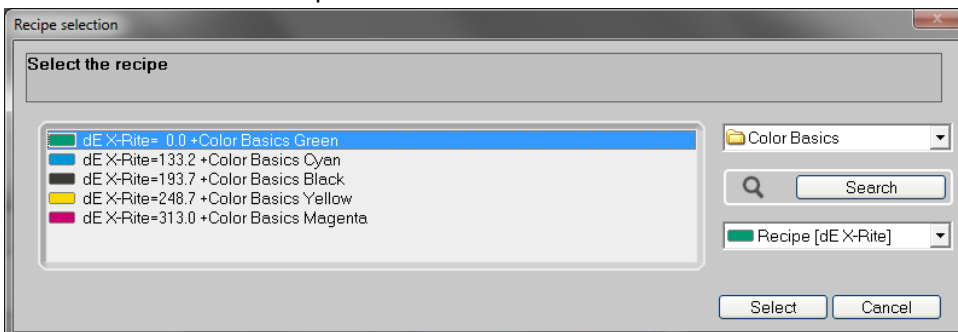 Recipe selection
Select the recipe
dE X-Rite= 0.0 +Color Basics Green
dE X-Rite=133.2 +Color Basics Cyan
dE X-Rite=193.7 +Color Basics Black
dE X-Rite=248.7 +Color Basics Yellow
dE X-Rite=313.0 +Color Basics Magenta
Color Basics
Search
Recipe [dE X-Rite]
Select Cancel